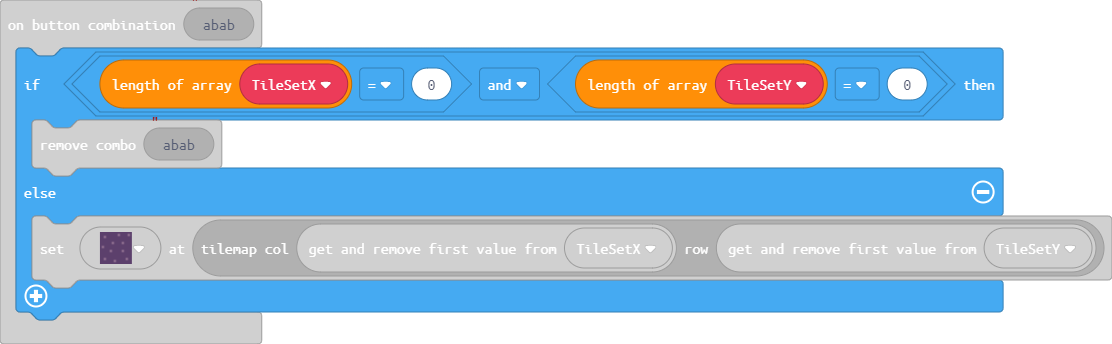 on button combination abab
if length of array TileSetX = 0 and length of array TileSetY = 0 then
remove combo abab
else
set at tilemap col get and remove first value from TileSetX row get and remove first value from TileSetY